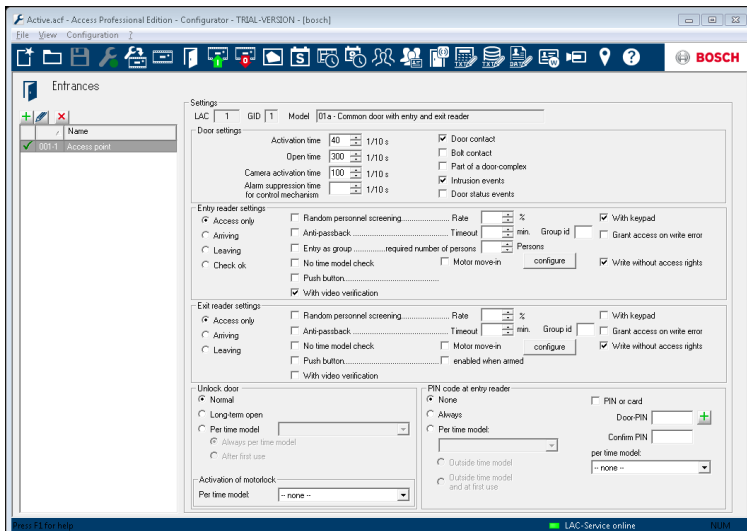 Active.acf - Access Professional Edition - Configurator - TRIAL-VERSION - [bosch]
File View Configuration ?
BOSCH
Entrances
Name
001-1 Access point
Settings
LAC 1 GID 1 Model 01a - Common door with entry and exit reader
Door settings
Activation time 40 1/10 s Door contact
Open time 300 1/10 s Bolt contact
Camera activation time 100 1/10 s Part of a door-complex
Alarm suppression time for control mechanism 1/10 s Intrusion events
Door status events
Entry reader settings
Access only Random personnel screening Rate % With keypad
Arriving Anti-passback Timeout min. Group id Grant access on write error
Leaving Entry as group required number of persons Persons
Check ok No time model check Motor move-in configure Write without access rights
Push button
With video verification
Exit reader settings
Access only Random personnel screening Rate % With keypad
Arriving Anti-passback Timeout min. Group id Grant access on write error
Leaving No time model check Motor move-in configure Write without access rights
Push button enabled when armed
With video verification
Unlock door
Normal
Long-term open
Per time model
Always per time model
After first use
Activation of motorlock
Per time model: -- none --
PIN code at entry reader
None PIN or card
Always Door-PIN
Per time model: Confirm PIN
per time model:
Outside time model -- none --
Outside time model
and at first use
Press F1 for help LAC-Service online NUM